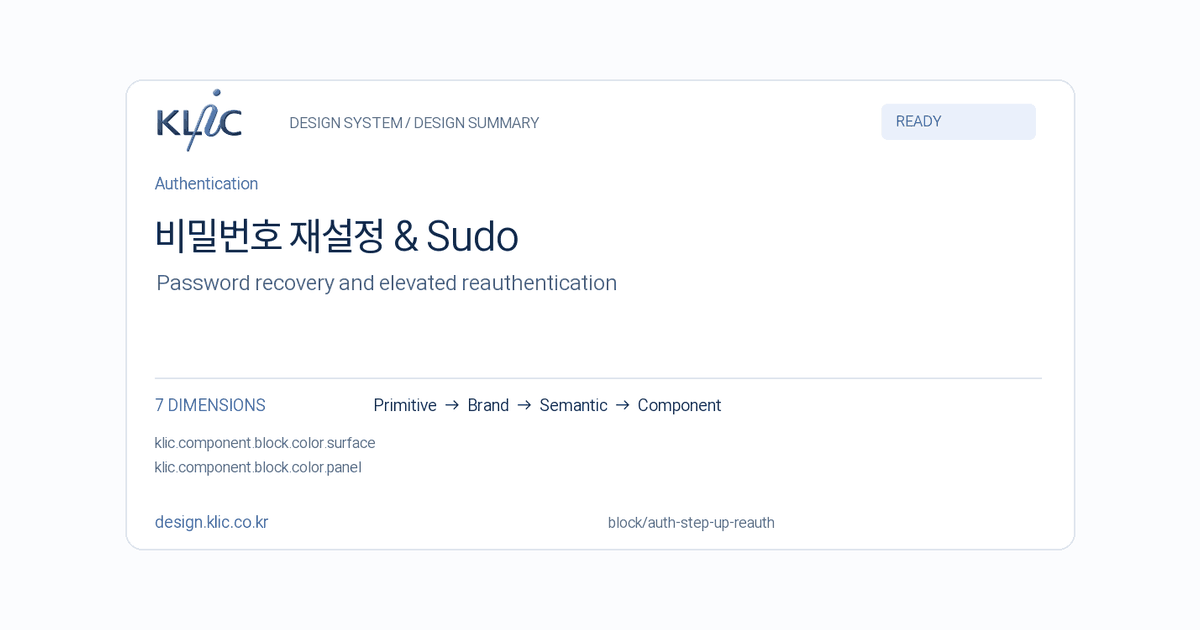 KLiC
DESIGN SYSTEM / DESIGN SUMMARY
READY
Authentication
비밀번호 재설정 & Sudo
Password recovery and elevated reauthentication
7 DIMENSIONS
Primitive → Brand → Semantic → Component
klic.component.block.color.surface
klic.component.block.color.panel
design.klic.co.kr
block/auth-step-up-reauth